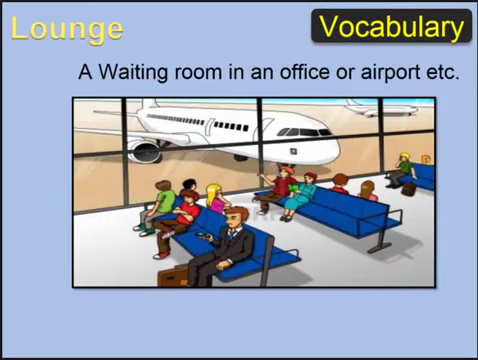 Lounge
Vocabulary
A Waiting room in an office or airport etc.